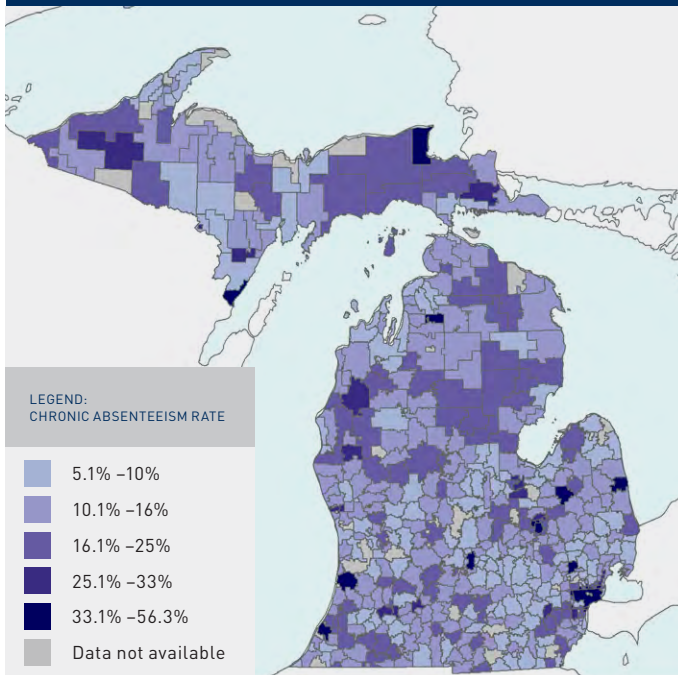 LEGEND:
CHRONIC ABSENTEEISM RATE
5.1% –10%
10.1% –16%
16.1% –25%
25.1% –33%
33.1% –56.3%
Data not available